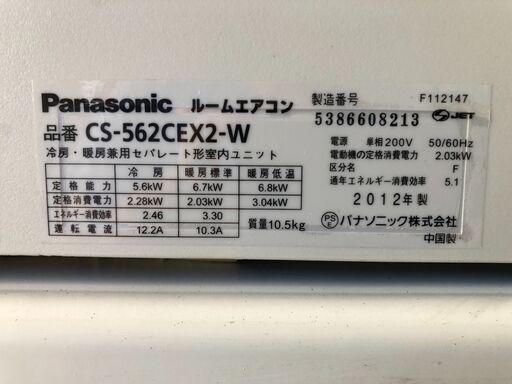 Panasonic ルームエアコン
品番 CS-562CEX2-W
冷房・暖房兼用セパレート形室内ユニット
冷房 暖房標準 暖房低温
定格能力 5.6kW 6.7kW 6.8kW
定格消費電力 2.28kW 2.03kW 3.04kW
エネルギー消費効率 2.46 3.30
運転電流 12.2A 10.3A
質量10.5kg
製造番号 F112147
5386608213 JET
電源 単相200V 50/60Hz
電動機の定格消費電力 2.03kW
区分名 F
通年エネルギー消費効率 5.1
2012年製
PSE パナソニック株式会社
中国製